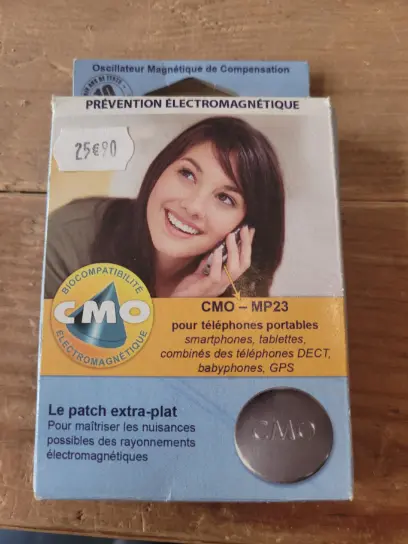 Oscillateur Magnétique de Compensation
PRÉVENTION ÉLECTROMAGNÉTIQUE
25€90
BIOCOMPATIBILITÉ
CMO
ÉLECTROMAGNÉTIQUE
CMO – MP23
pour téléphones portables
smartphones, tablettes,
combinés des téléphones DECT,
babyphones, GPS
Le patch extra-plat
Pour maîtriser les nuisances
possibles des rayonnements
électromagnétiques
CMO